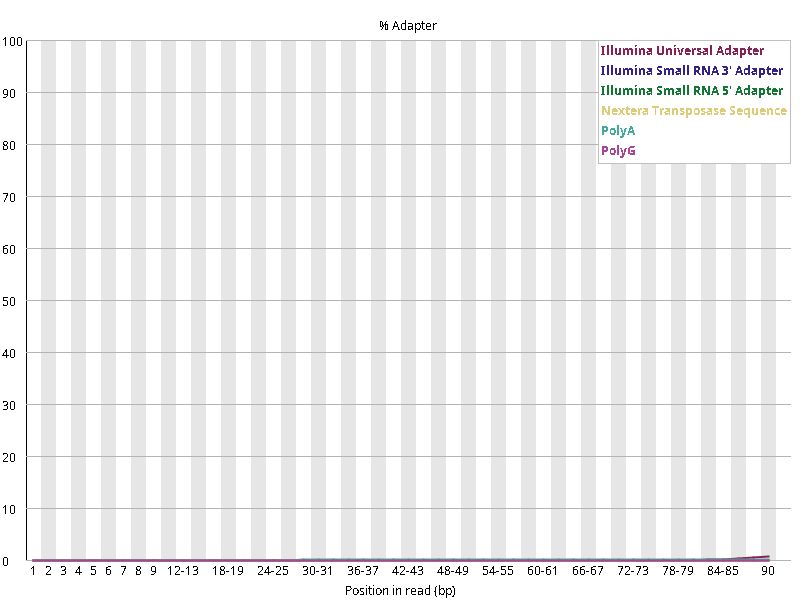 % Adapter
100
90
80
70
60
50
40
30
20
10
0
Illumina Universal Adapter
Illumina Small RNA 3' Adapter
Illumina Small RNA 5' Adapter
Nextera Transposase Sequence
PolyA
PolyG
1 2 3 4 5 6 7 8 9 12-13 18-19 24-25 30-31 36-37 42-43 48-49 54-55 60-61 66-67 72-73 78-79 84-85 90
Position in read (bp)